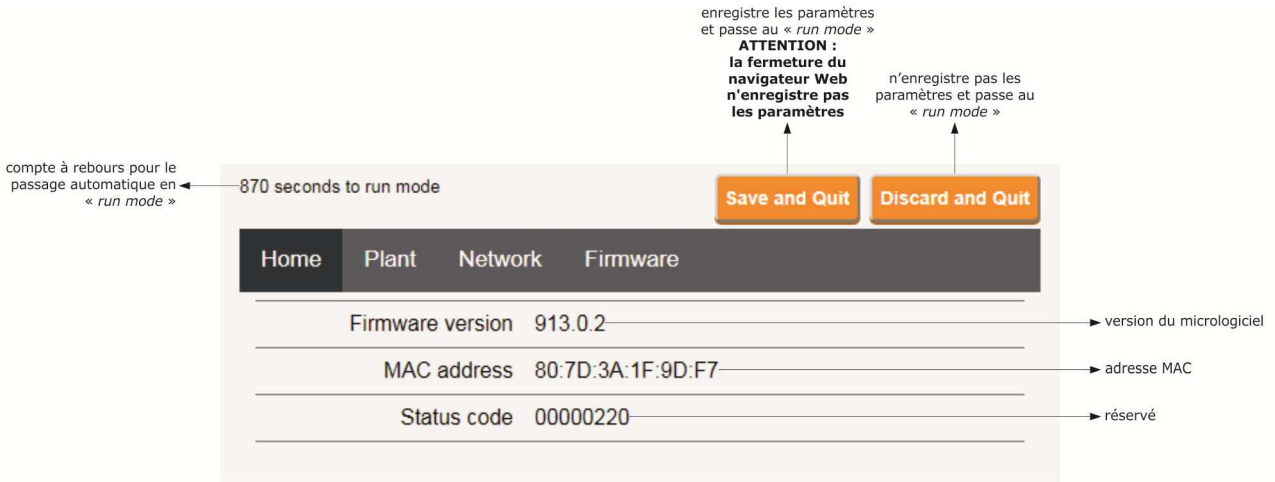 enregistre les paramètres
et passe au « run mode »
ATTENTION :
la fermeture du
navigateur Web
n'enregistre pas
les paramètres
n’enregistre pas les
paramètres et passe au
« run mode »
compte à rebours pour le
passage automatique en
« run mode »
870 seconds to run mode
Save and Quit
Discard and Quit
Home Plant Network Firmware
Firmware version 913.0.2
version du micrologiciel
MAC address 80:7D:3A:1F:9D:F7
adresse MAC
Status code 00000220
réservé